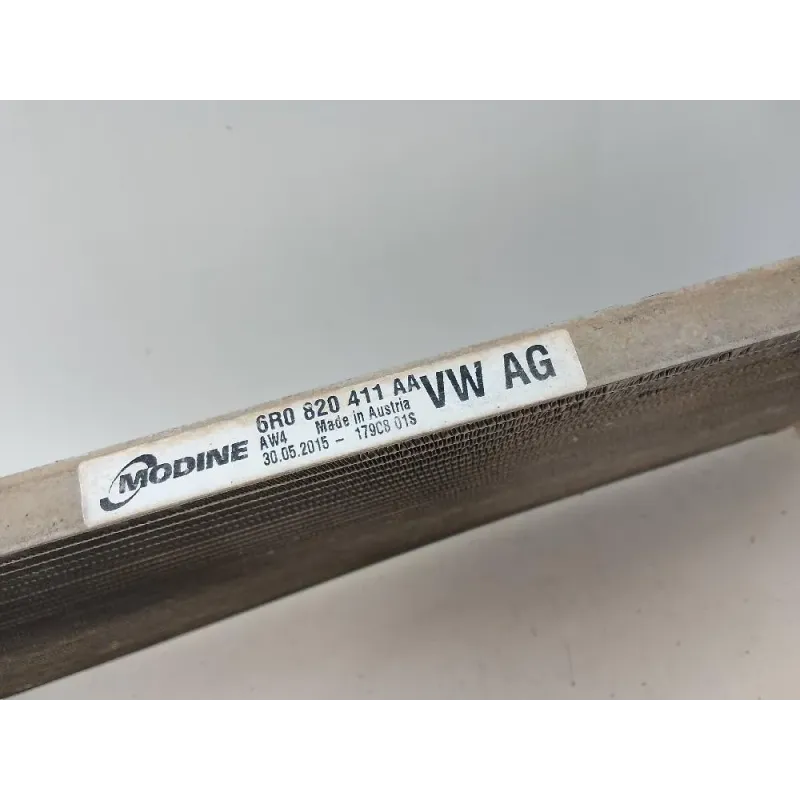 MODINE
6R0 820 411 AA
AW4 Made in Austria
30.05.2015 - 179C8 01S
VW AG